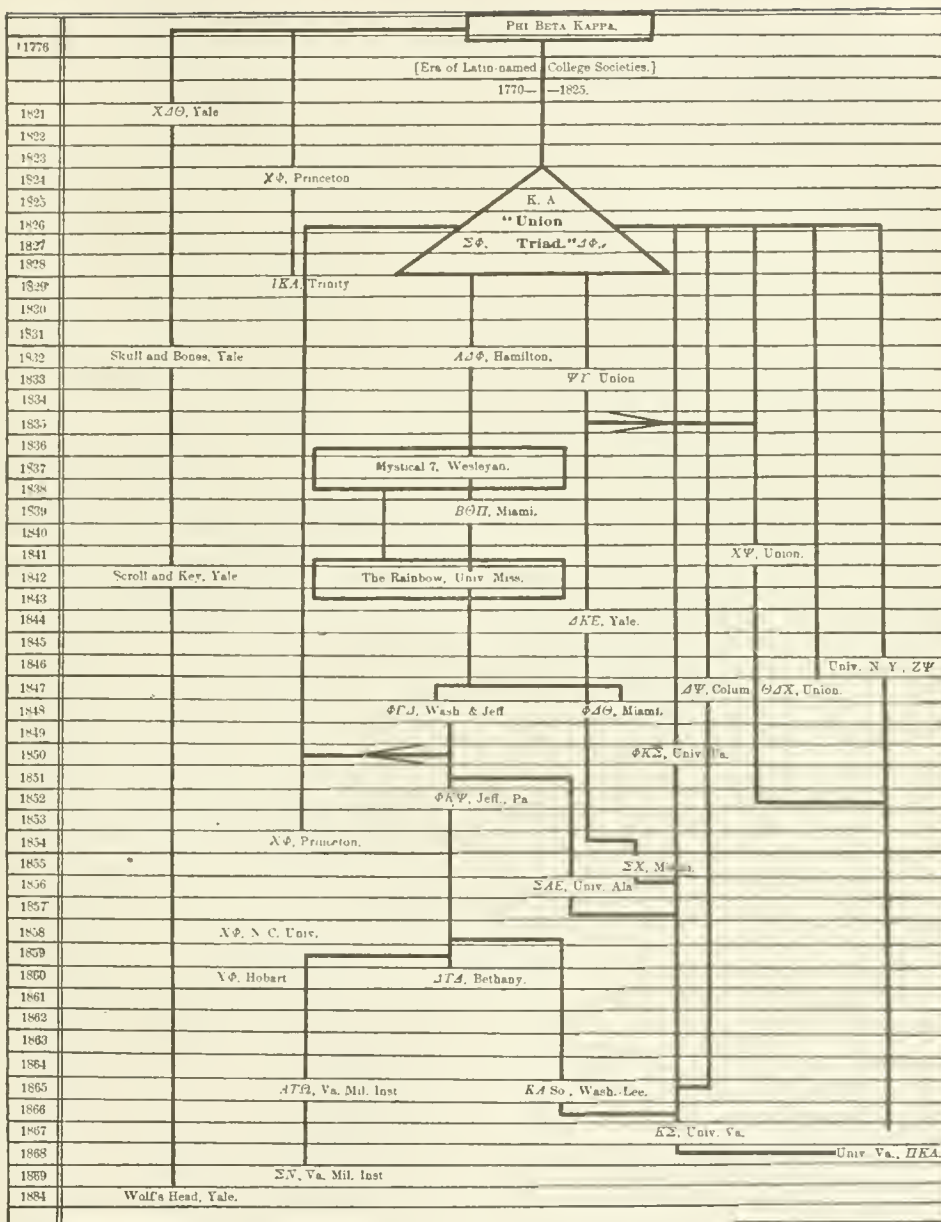 PHI BETA KAPPA.
1776
[Era of Latin-named College Societies.]
1770— —1825.
1821 ΧΔΘ, Yale
1822
1823
1824 ΧΦ, Princeton
1825 K. A
1826 "Union
1827 ΣΦ, Triad." ΔΦ,
1828
1829 ΙΚΑ, Trinity
1830
1831
1832 Skull and Bones, Yale ΑΔΦ, Hamilton.
1833 ΨΥ Union
1834
1835
1836
1837 Mystical 7, Wesleyan.
1838
1839 ΒΘΠ, Miami.
1840
1841 ΧΨ, Union.
1842 Scroll and Key, Yale The Rainbow, Univ Miss.
1843
1844 ΔΚΕ, Yale.
1845
1846 Univ. N Y, ΖΨ
1847 ΔΨ, Colum ΘΔΧ, Union.
1848 ΦΓΔ, Wash & Jeff ΦΔΘ, Miami.
1849
1850 ΦΚΣ, Univ
1851
1852 ΦΚΨ, Jeff., Pa
1853
1854 ΧΦ, Princeton.
1855 ΣΧ,
1856 ΣΑΕ, Univ. Ala
1857
1858 ΧΦ, N C. Univ.
1859
1860 ΧΦ, Hobart ΔΤΔ, Bethany.
1861
1862
1863
1864
1865 ΑΤΩ, Va. Mil. Inst ΚΑ So, Wash.-Lee.
1866
1867 ΚΣ, Univ. Va.
1868 Univ Va., ΠΚΑ.
1869 ΣΝ, Va. Mil. Inst
1884 Wolf's Head, Yale.